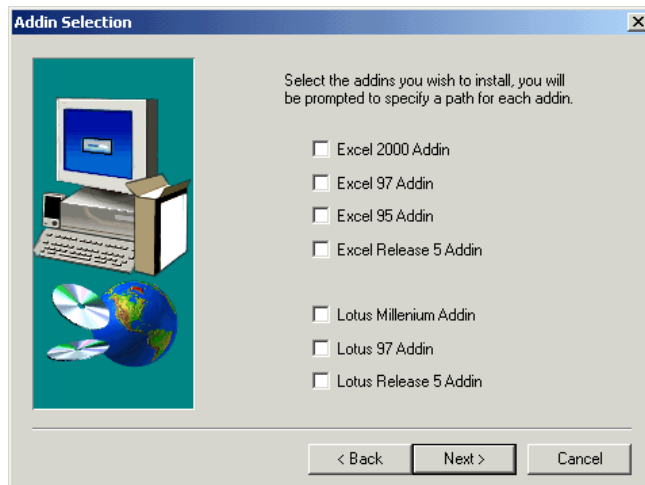 Addin Selection
Select the addins you wish to install, you will
be prompted to specify a path for each addin.
Excel 2000 Addin
Excel 97 Addin
Excel 95 Addin
Excel Release 5 Addin
Lotus Millenium Addin
Lotus 97 Addin
Lotus Release 5 Addin
< Back
Next >
Cancel